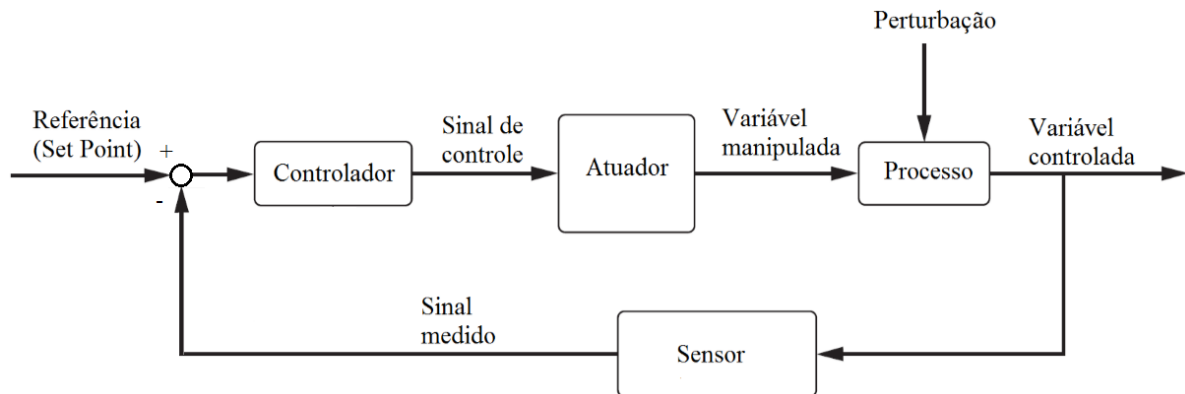 Perturbação
Referência
(Set Point)
+
-
Controlador
Sinal de
controle
Atuador
Variável
manipulada
Processo
Variável
controlada
Sinal
medido
Sensor